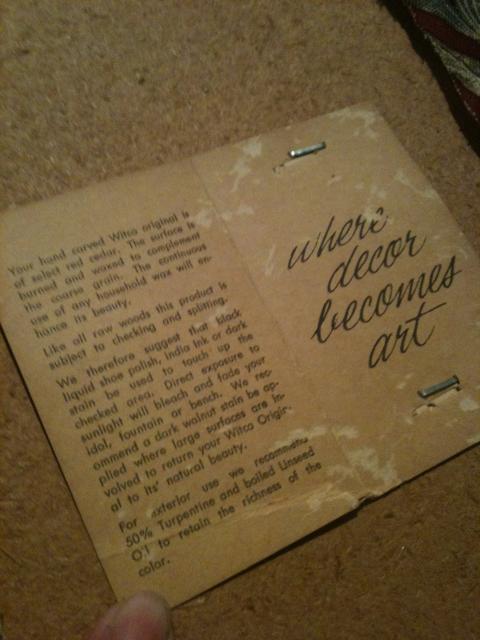 Your hand carved Witco original is
of select red cedar. The surface is
burned and waxed to complement
the coarse grain. The continuous
use of any household wax will en-
hance its beauty.
Like all raw woods this product is
subject to checking and splitting.
We therefore suggest that black
liquid shoe polish, india ink or dark
stain be used to touch up the
checked area. Direct exposure to
sunlight will bleach and fade your
idol, fountain or bench. We rec-
ommend a dark walnut stain be ap-
plied where large surfaces are in-
volved to return your Witco Origin-
al to its' natural beauty.
For exterior use we recommend
50% Turpentine and boiled Linseed
Oil to retain the richness of the
color.
where
decor
becomes
art